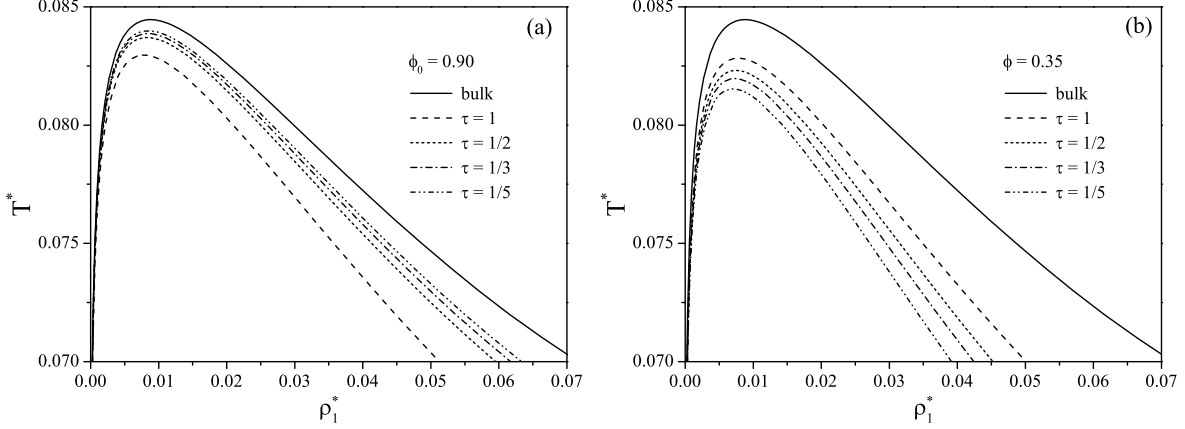 0.085
(a)
ϕ₀ = 0.90
bulk
τ = 1
τ = 1/2
τ = 1/3
τ = 1/5
0.080
0.075
0.070
T*
0.00 0.01 0.02 0.03 0.04 0.05 0.06 0.07
ρ₁*
0.085
(b)
ϕ = 0.35
bulk
τ = 1
τ = 1/2
τ = 1/3
τ = 1/5
0.080
0.075
0.070
T*
0.00 0.01 0.02 0.03 0.04 0.05 0.06 0.07
ρ₁*